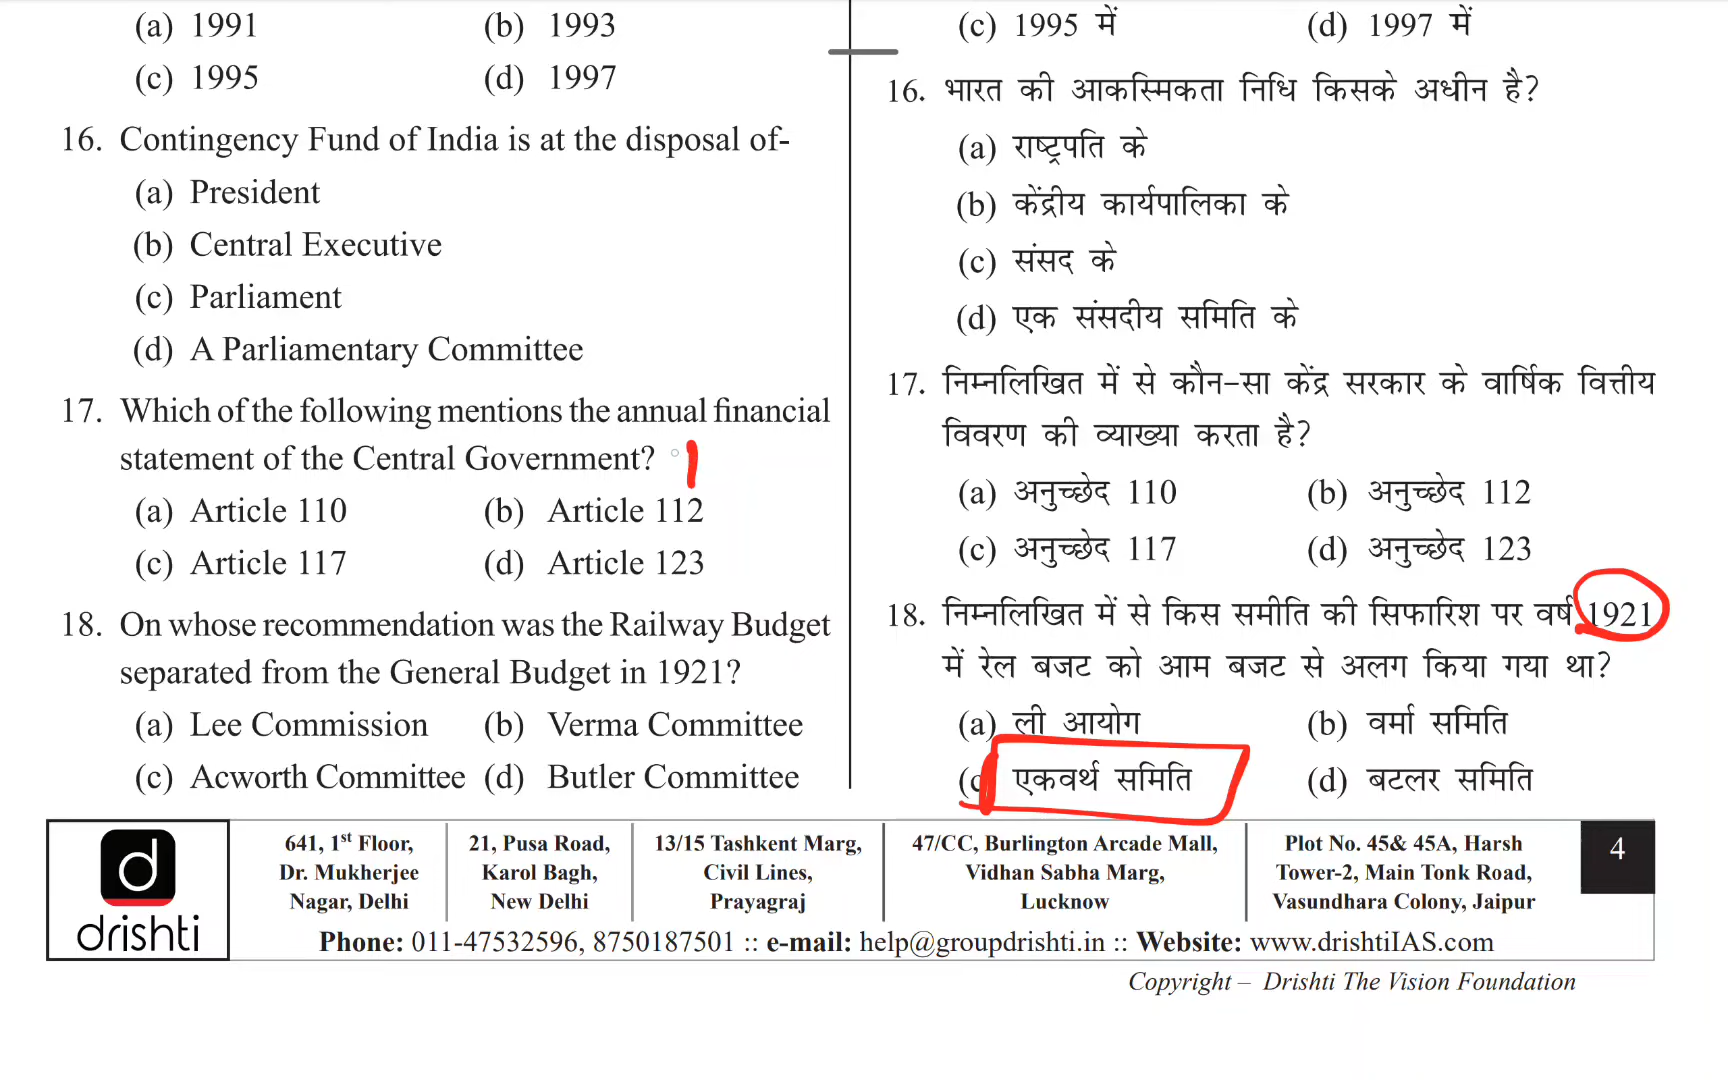 (a) 1991 (b) 1993
(c) 1995 (d) 1997
16. Contingency Fund of India is at the disposal of-
(a) President
(b) Central Executive
(c) Parliament
(d) A Parliamentary Committee
17. Which of the following mentions the annual financial
statement of the Central Government?
(a) Article 110 (b) Article 112
(c) Article 117 (d) Article 123
18. On whose recommendation was the Railway Budget
separated from the General Budget in 1921?
(a) Lee Commission (b) Verma Committee
(c) Acworth Committee (d) Butler Committee
(c) 1995 में (d) 1997 में
16. भारत की आकस्मिकता निधि किसके अधीन है?
(a) राष्ट्रपति के
(b) केंद्रीय कार्यपालिका के
(c) संसद के
(d) एक संसदीय समिति के
17. निम्नलिखित में से कौन-सा केंद्र सरकार के वार्षिक वित्तीय
विवरण की व्याख्या करता है?
(a) अनुच्छेद 110 (b) अनुच्छेद 112
(c) अनुच्छेद 117 (d) अनुच्छेद 123
18. निम्नलिखित में से किस समीति की सिफारिश पर वर्ष 1921
में रेल बजट को आम बजट से अलग किया गया था?
(a) ली आयोग (b) वर्मा समिति
(c) एकवर्थ समिति (d) बटलर समिति
drishti
641, 1st Floor,
Dr. Mukherjee
Nagar, Delhi
21, Pusa Road,
Karol Bagh,
New Delhi
13/15 Tashkent Marg,
Civil Lines,
Prayagraj
47/CC, Burlington Arcade Mall,
Vidhan Sabha Marg,
Lucknow
Plot No. 45& 45A, Harsh
Tower-2, Main Tonk Road,
Vasundhara Colony, Jaipur
4
Phone: 011-47532596, 8750187501 :: e-mail: help@groupdrishti.in :: Website: www.drishtiIAS.com
Copyright – Drishti The Vision Foundation